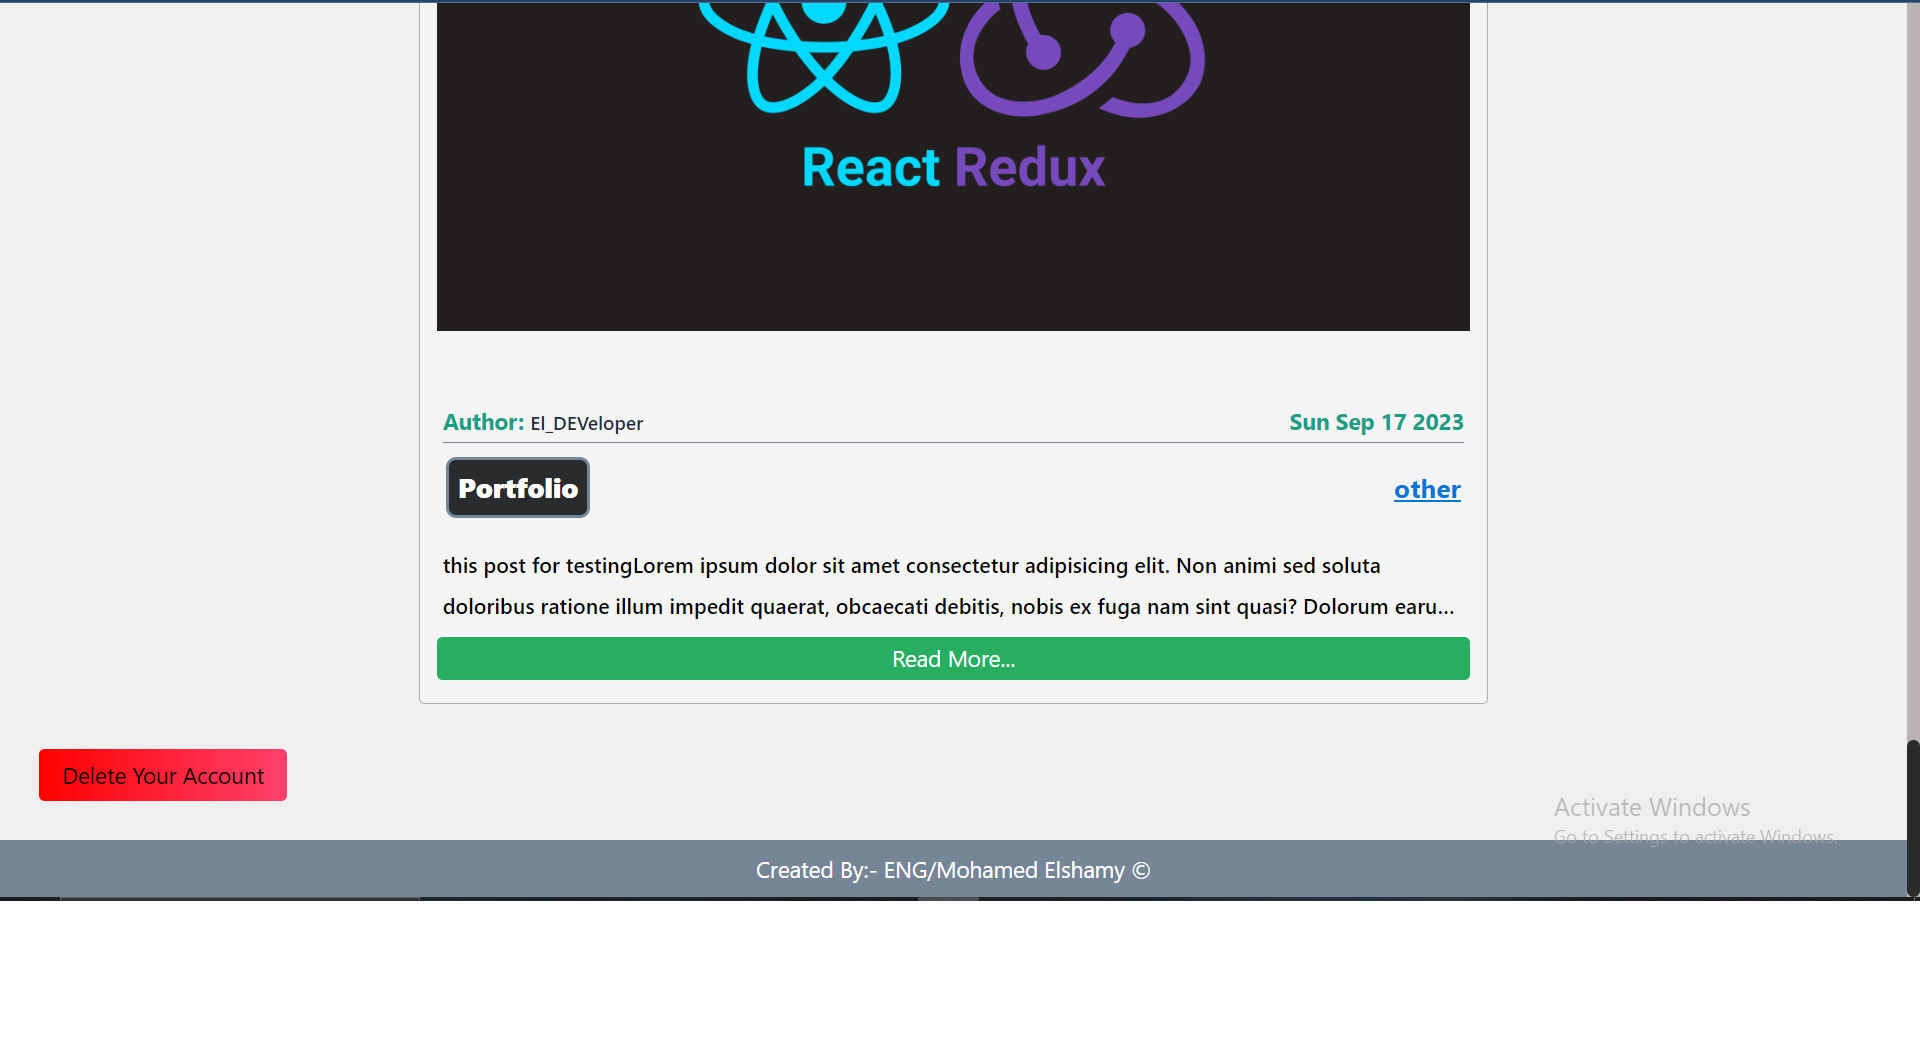 React Redux
Author: El_DEVeloper
Sun Sep 17 2023
Portfolio
other
this post for testingLorem ipsum dolor sit amet consectetur adipisicing elit. Non animi sed soluta
doloribus ratione illum impedit quaerat, obcaecati debitis, nobis ex fuga nam sint quasi? Dolorum earu...
Read More...
Delete Your Account
Activate Windows
Go to Settings to activate Windows.
Created By:- ENG/Mohamed Elshamy ©